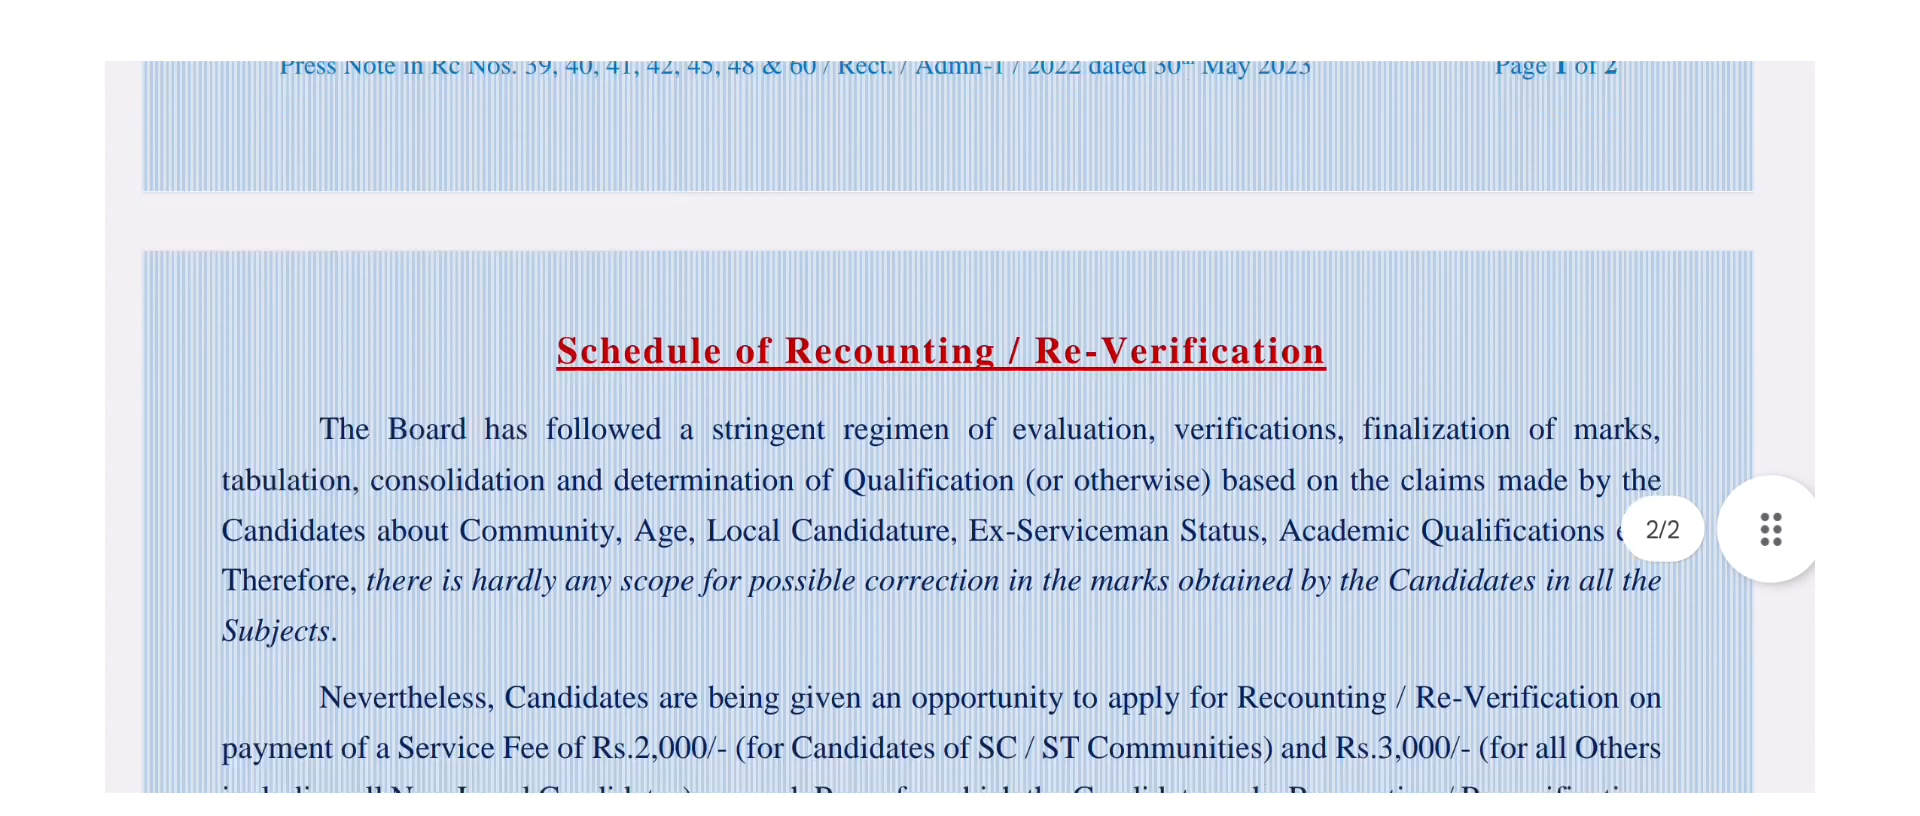 Press Note in Rc Nos. 39, 40, 41, 42, 45, 48 & 60 / Rect. / Admn-1 / 2022 dated 30th May 2023 Page 1 of 2
Schedule of Recounting / Re-Verification
The Board has followed a stringent regimen of evaluation, verifications, finalization of marks,
tabulation, consolidation and determination of Qualification (or otherwise) based on the claims made by the
Candidates about Community, Age, Local Candidature, Ex-Serviceman Status, Academic Qualifications
2/2
Therefore, there is hardly any scope for possible correction in the marks obtained by the Candidates in all the
Subjects.
Nevertheless, Candidates are being given an opportunity to apply for Recounting / Re-Verification on
payment of a Service Fee of Rs.2,000/- (for Candidates of SC / ST Communities) and Rs.3,000/- (for all Others